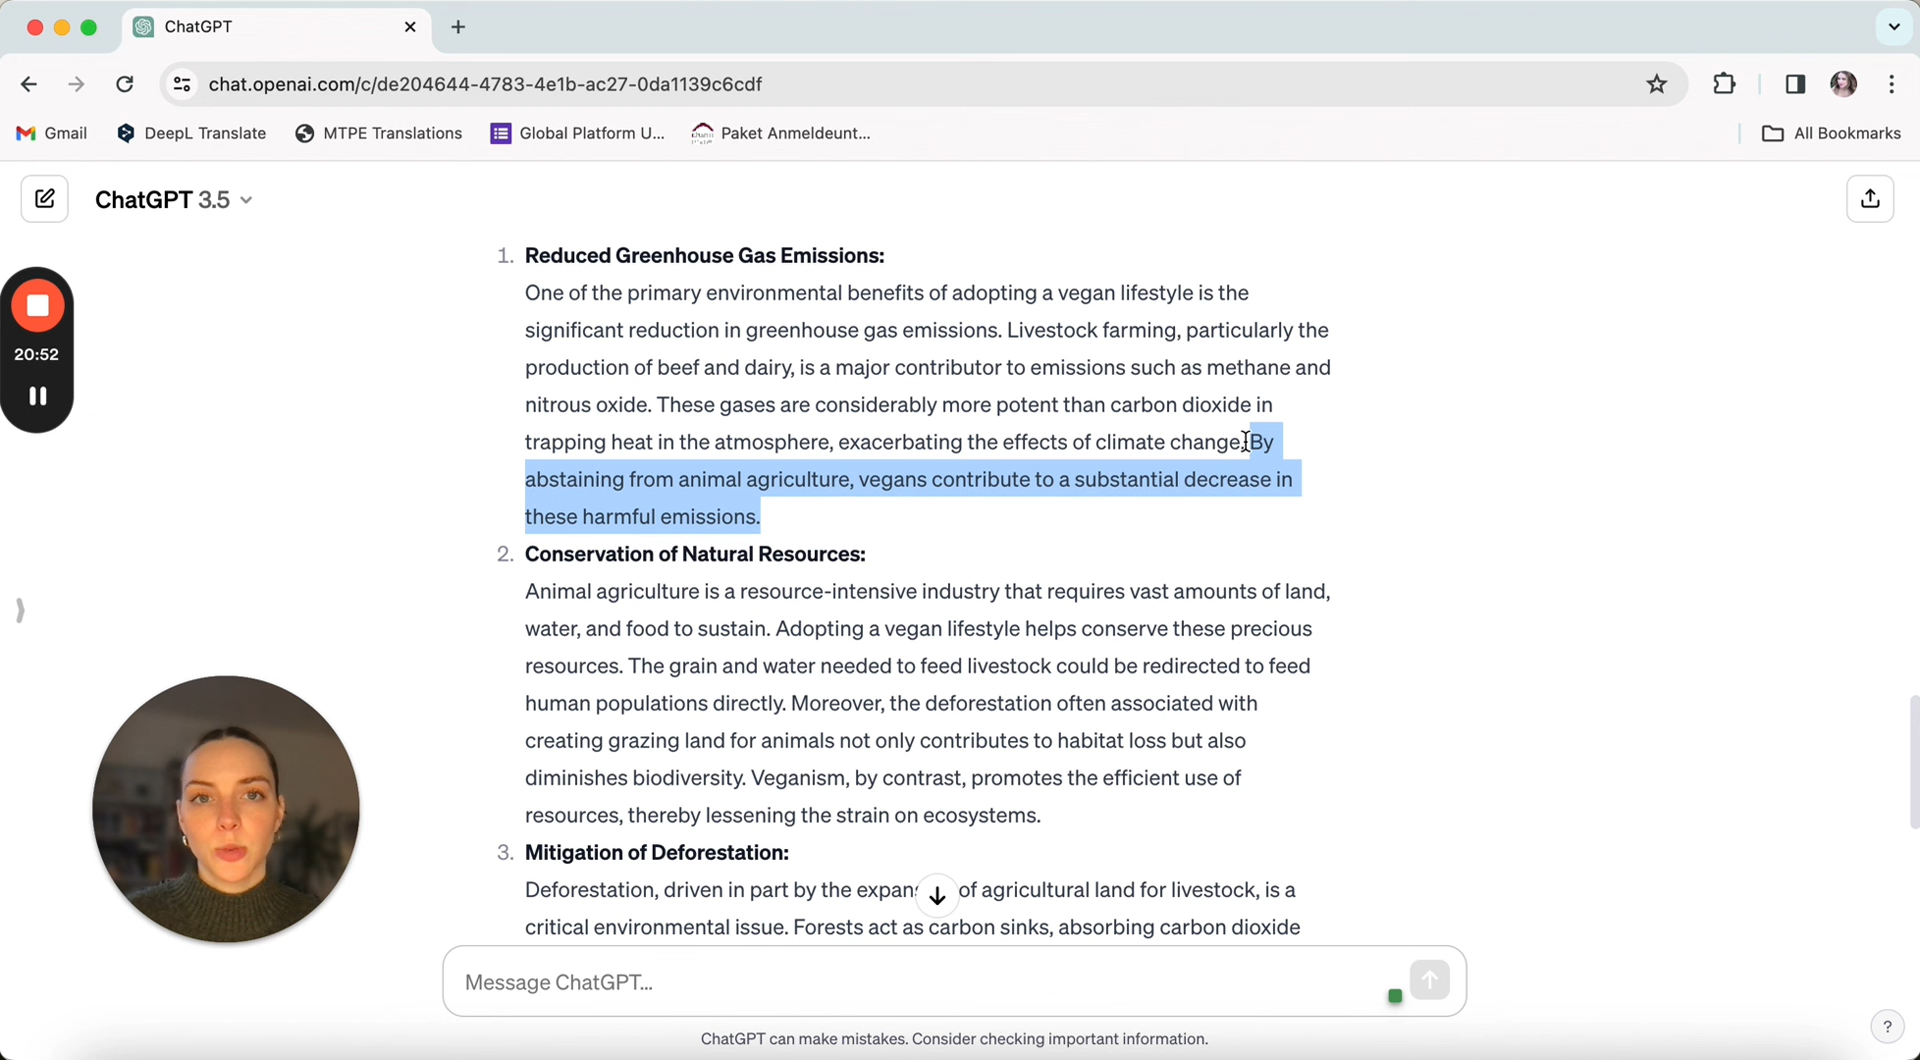 ChatGPT
chat.openai.com/c/de204644-4783-4e1b-ac27-0da1139c6cdf
Gmail
DeepL Translate
MTPE Translations
Global Platform U...
Paket Anmeldeunt...
All Bookmarks
ChatGPT 3.5
20:52
1. Reduced Greenhouse Gas Emissions:
One of the primary environmental benefits of adopting a vegan lifestyle is the
significant reduction in greenhouse gas emissions. Livestock farming, particularly the
production of beef and dairy, is a major contributor to emissions such as methane and
nitrous oxide. These gases are considerably more potent than carbon dioxide in
trapping heat in the atmosphere, exacerbating the effects of climate change. By
abstaining from animal agriculture, vegans contribute to a substantial decrease in
these harmful emissions.
2. Conservation of Natural Resources:
Animal agriculture is a resource-intensive industry that requires vast amounts of land,
water, and food to sustain. Adopting a vegan lifestyle helps conserve these precious
resources. The grain and water needed to feed livestock could be redirected to feed
human populations directly. Moreover, the deforestation often associated with
creating grazing land for animals not only contributes to habitat loss but also
diminishes biodiversity. Veganism, by contrast, promotes the efficient use of
resources, thereby lessening the strain on ecosystems.
3. Mitigation of Deforestation:
Deforestation, driven in part by the of agricultural land for livestock, is a
critical environmental issue. Forests act as carbon sinks, absorbing carbon dioxide
Message ChatGPT...
ChatGPT can make mistakes. Consider checking important information.
?